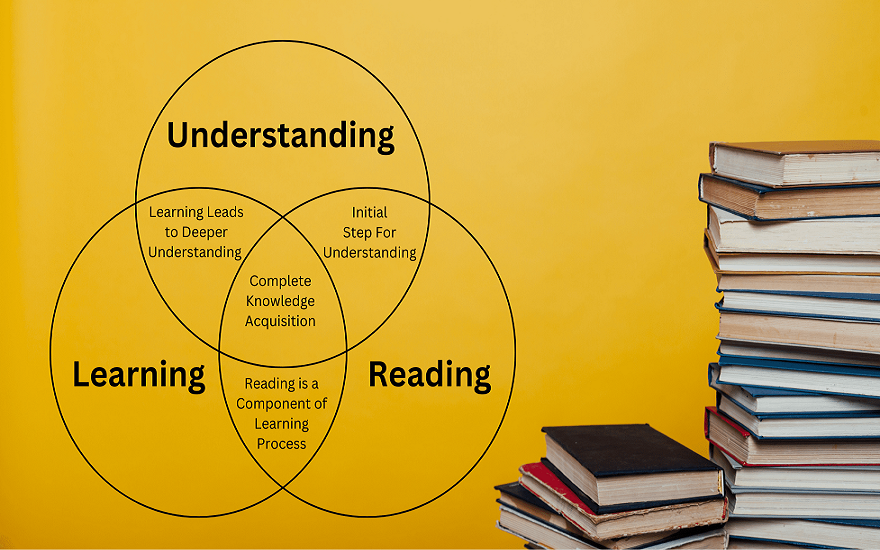 Understanding
Learning Leads
to Deeper
Understanding
Initial
Step For
Understanding
Complete
Knowledge
Acquisition
Learning
Reading
Reading is a
Component of
Learning
Process